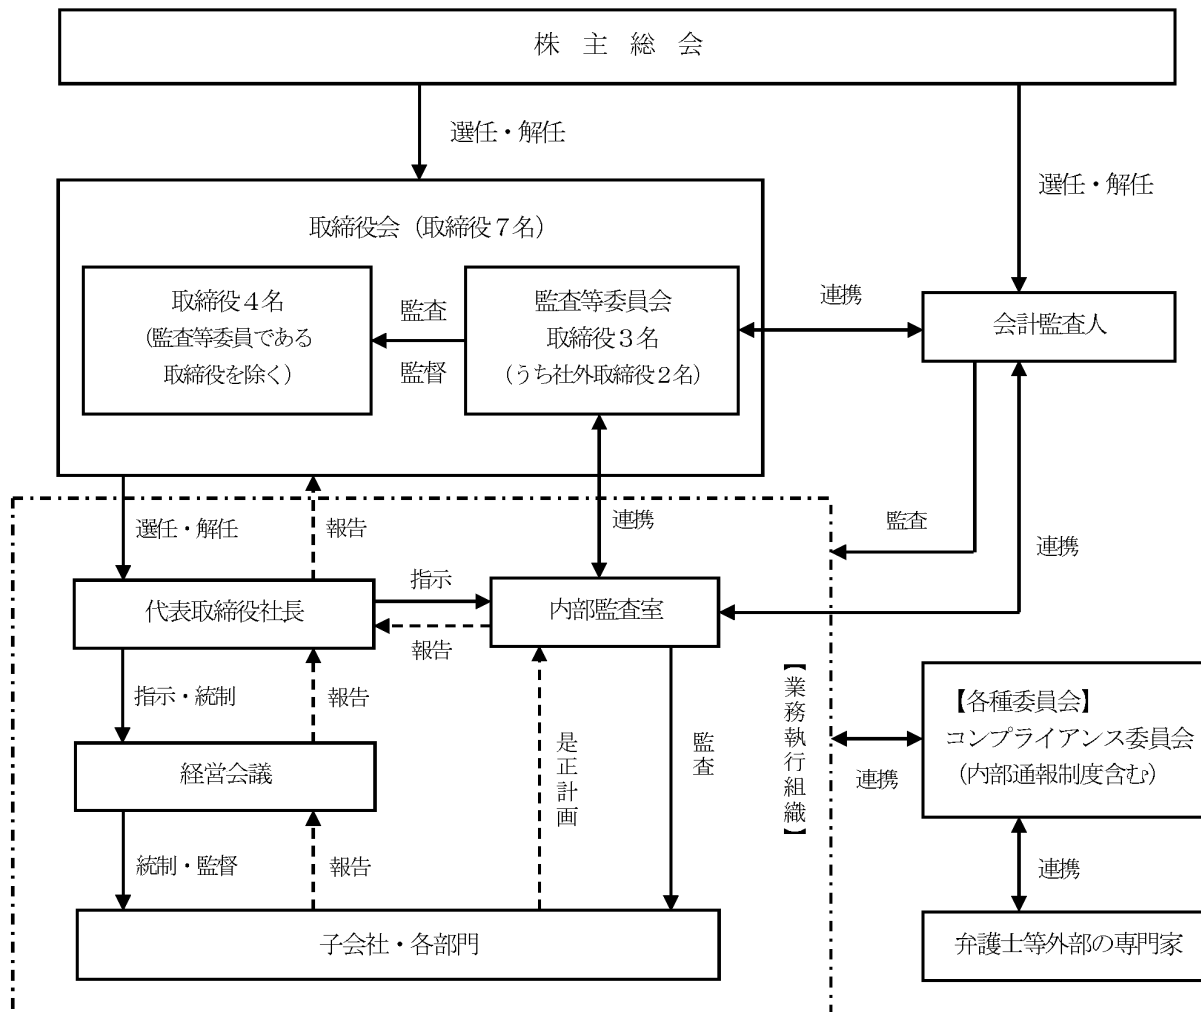 株　主　総　会
選任・解任
選任・解任
取締役会（取締役７名）
取締役４名
（監査等委員である
取締役を除く）
監査
監督
監査等委員会
取締役３名
（うち社外取締役２名）
連携
会計監査人
選任・解任
報告
連携
監査
連携
代表取締役社長
指示
報告
内部監査室
指示・統制
報告
経営会議
是正計画
監査
【業務執行組織】
連携
【各種委員会】
コンプライアンス委員会
（内部通報制度含む）
統制・監督
報告
連携
子会社・各部門
弁護士等外部の専門家